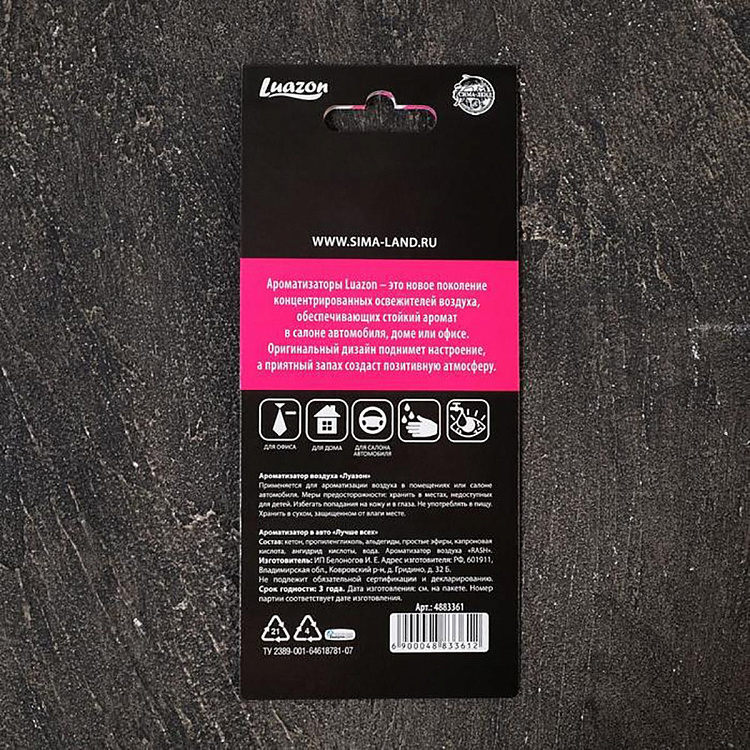 Luazon
СИМА-ЛЕНД
WWW.SIMA-LAND.RU
Ароматизаторы Luazon – это новое поколение
концентрированных освежителей воздуха,
обеспечивающих стойкий аромат
в салоне автомобиля, доме или офисе.
Оригинальный дизайн поднимет настроение,
а приятный запах создаст позитивную атмосферу.
ДЛЯ ОФИСА
ДЛЯ ДОМА
ДЛЯ САЛОНА
АВТОМОБИЛЯ
Ароматизатор воздуха «Луазон»
Применяется для ароматизации воздуха в помещениях или салоне
автомобиля. Меры предосторожности: хранить в местах, недоступных
для детей. Избегать попадания на кожу и в глаза. Не употреблять в пищу.
Хранить в сухом, защищенном от влаги месте.
Ароматизатор в авто «Лучше всех»
Состав: кетон, пропиленгликоль, альдегиды, простые эфиры, капроновая
кислота, ангидрид кислоты, вода. Ароматизатор воздуха «RASH».
Изготовитель: ИП Белоногов И. Е. Адрес изготовителя: РФ, 601911,
Владимирская обл., Ковровский р-н, д. Гридино, д. 32 Б.
Не подлежит обязательной сертификации и декларированию.
Срок годности: 3 года. Дата изготовления: см. на пакете. Номер
партии соответствует дате изготовления.
Арт.: 4883361
21
4
6 900048 833612
ТУ 2389-001-64618781-07